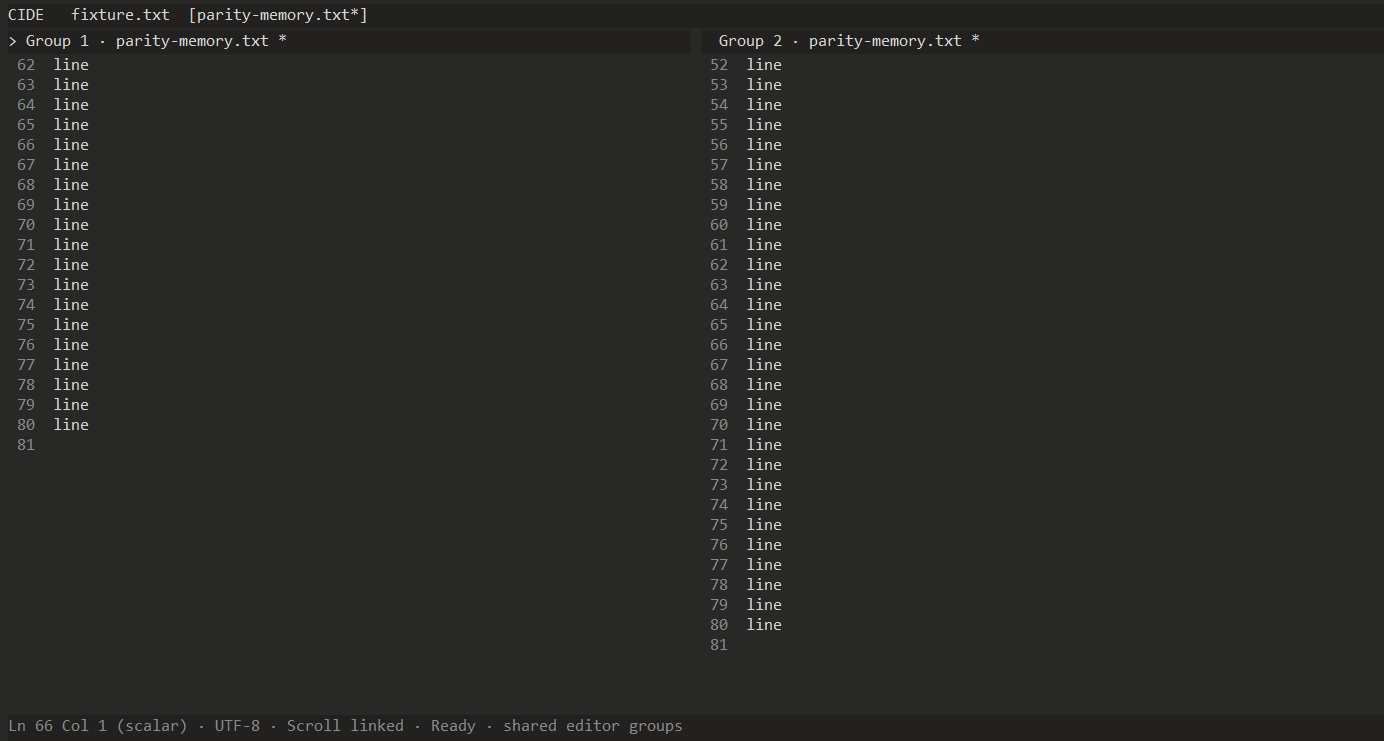 CIDE   fixture.txt  [parity-memory.txt*]
> Group 1 · parity-memory.txt *
62  line
63  line
64  line
65  line
66  line
67  line
68  line
69  line
70  line
71  line
72  line
73  line
74  line
75  line
76  line
77  line
78  line
79  line
80  line
81
Group 2 · parity-memory.txt *
52  line
53  line
54  line
55  line
56  line
57  line
58  line
59  line
60  line
61  line
62  line
63  line
64  line
65  line
66  line
67  line
68  line
69  line
70  line
71  line
72  line
73  line
74  line
75  line
76  line
77  line
78  line
79  line
80  line
81
Ln 66 Col 1 (scalar) · UTF-8 · Scroll linked · Ready · shared editor groups